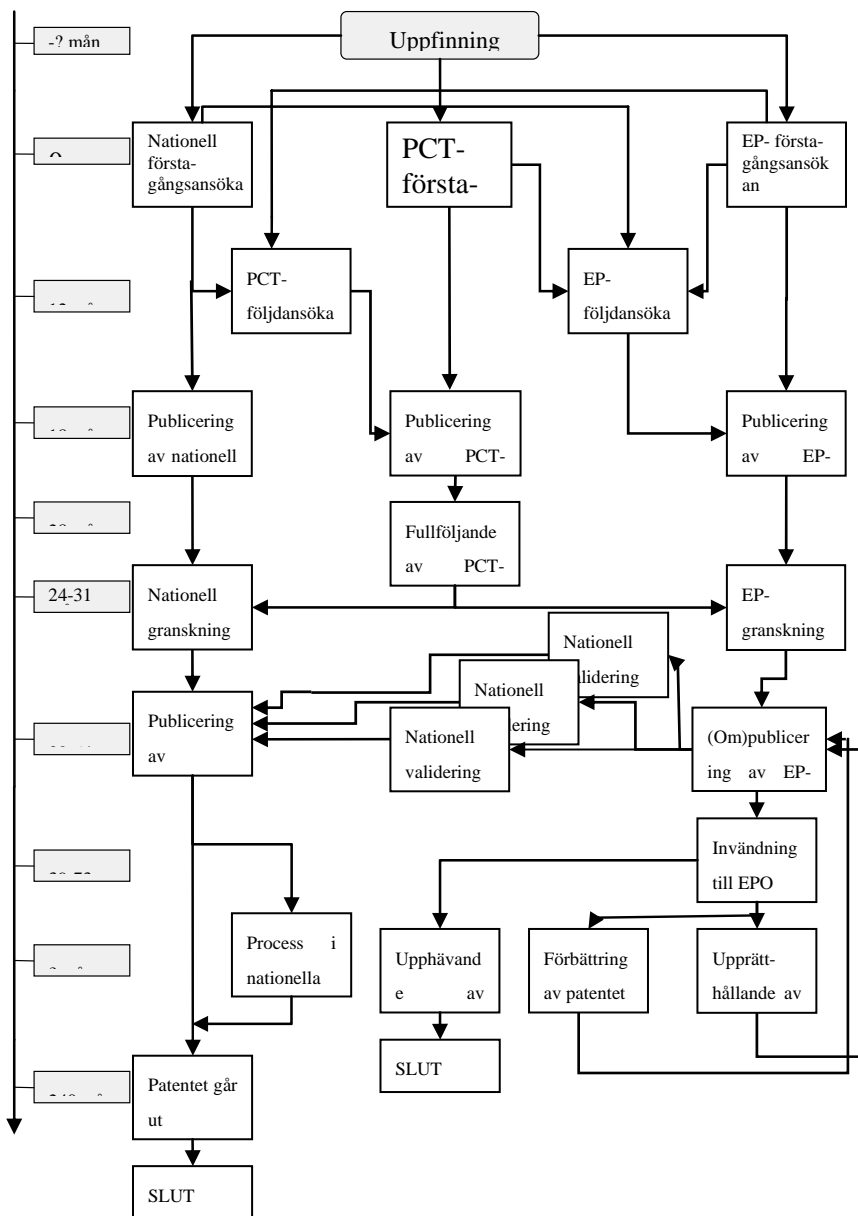 -? mån
Uppfinning
Nationell
första-
gångsansöka
PCT-
första-
EP- första-
gångsansök
an
PCT-
följdansöka
EP-
följdansöka
Publicering
av nationell
Publicering
av PCT-
Publicering
av EP-
Fullföljande
av PCT-
24-31
Nationell
granskning
EP-
granskning
Nationell
Nationell
Nationell
validering
Publicering
av
(Om)publicer
ing av EP-
Invändning
till EPO
Process i
nationella
Upphävand
e av
Förbättring
av patentet
Upprätt-
hållande av
SLUT
Patentet går
ut
SLUT